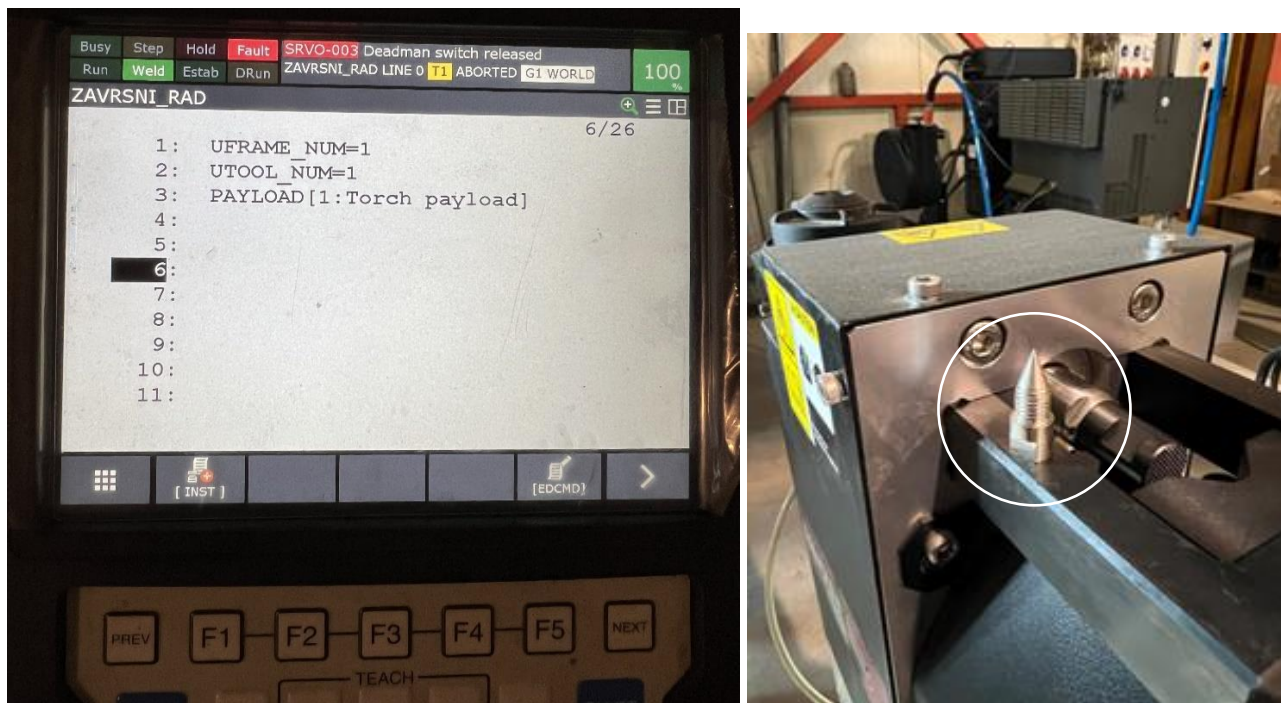 Busy Step Hold Fault SRVO-003 Deadman switch released
Run Weld Estab DRun ZAVRSNI_RAD LINE 0 T1 ABORTED G1 WORLD 100 %
ZAVRSNI_RAD
6/26
1: UFRAME_NUM=1
2: UTOOL_NUM=1
3: PAYLOAD[1:Torch payload]
4:
5:
6:
7:
8:
9:
10:
11:
[ INST ] [EDCMD]
PREV F1 F2 F3 F4 F5 NEXT
TEACH